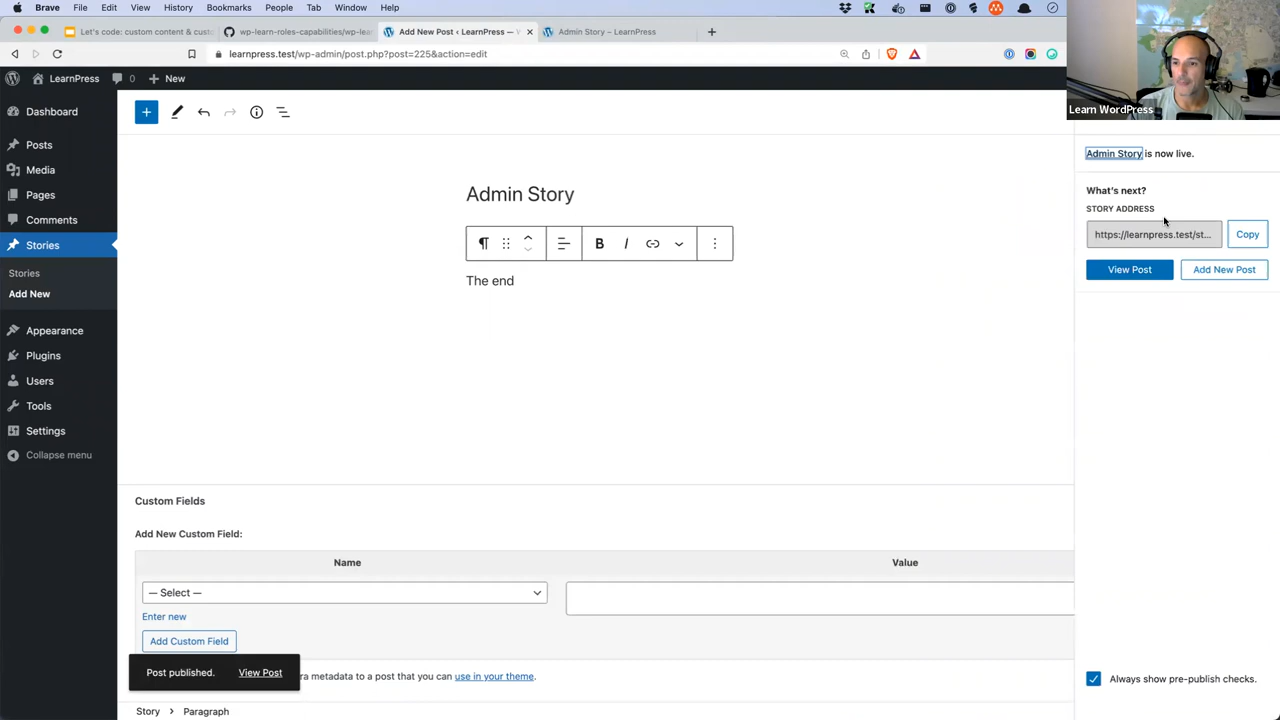 Brave File Edit View History Bookmarks People Tab Window Help
Let's code: custom content & cust
wp-learn-roles-capabilities/wp-lear
Add New Post ‹ LearnPress — W
Admin Story – LearnPress
learnpress.test/wp-admin/post.php?post=225&action=edit
LearnPress 0 New
Learn WordPress
Dashboard
Posts
Media
Pages
Comments
Stories
Stories
Add New
Appearance
Plugins
Users
Tools
Settings
Collapse menu
Admin Story
B I
The end
Custom Fields
Add New Custom Field:
Name Value
— Select —
Enter new
Add Custom Field
Post published. View Post
ra metadata to a post that you can use in your theme.
Story Paragraph
Admin Story is now live.
What's next?
STORY ADDRESS
https://learnpress.test/st... Copy
View Post Add New Post
Always show pre-publish checks.